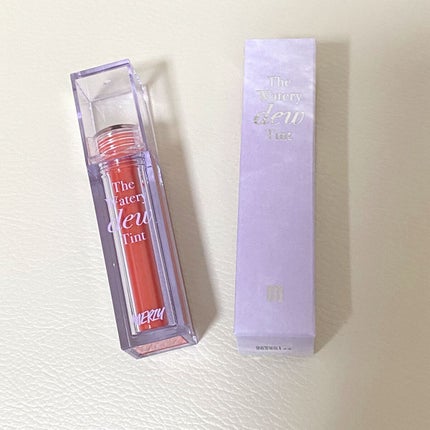 The
Watery
dew
Tint
MERZY
The
Watery
dew
Tint